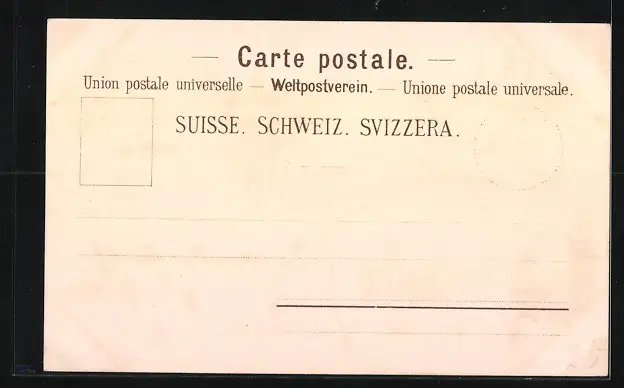 — Carte postale. —
Union postale universelle — Weltpostverein. — Unione postale universale.
SUISSE. SCHWEIZ. SVIZZERA.